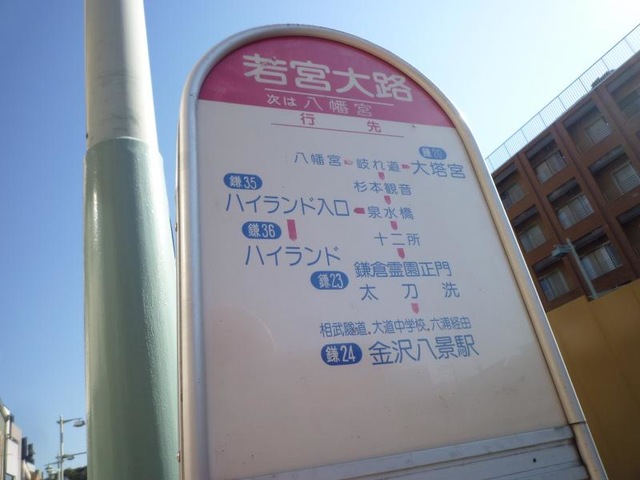 若宮大路
次は 八幡宮
行先
八幡宮 岐れ道 大塔宮
鎌20
杉本観音
鎌35
ハイランド入口 泉水橋
鎌36
十二所
ハイランド
鎌23 鎌倉霊園正門
太刀洗
相武隧道、大道中学校、六浦経由
鎌24 金沢八景駅